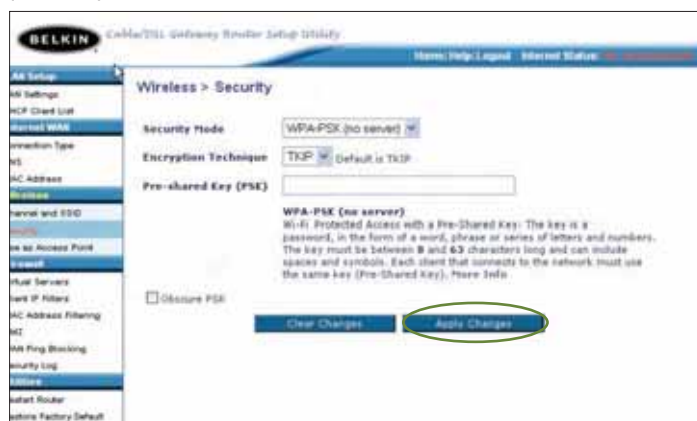 BELKIN
Cable/DSL Gateway Router Setup Utility
Home|Help|Logout Internet Status:
LAN Setup
LAN Settings
DHCP Client List
Internet WAN
Connection Type
DNS
MAC Address
Wireless
Channel and SSID
Security
Use as Access Point
Firewall
Virtual Servers
Client IP Filters
MAC Address Filtering
DMZ
WAN Ping Blocking
Security Log
Utilities
Restart Router
Restore Factory Default
Wireless > Security
Security Mode WPA-PSK (no server)
Encryption Technique TKIP Default is TKIP
Pre-shared Key (PSK)
WPA-PSK (no server)
Wi-Fi Protected Access with a Pre-Shared Key: The key is a
password, in the form of a word, phrase or series of letters and numbers.
The key must be between 8 and 63 characters long and can include
spaces and symbols. Each client that connects to the network must use
the same key (Pre-Shared Key). More Info
Obscure PSK
Clear Changes Apply Changes